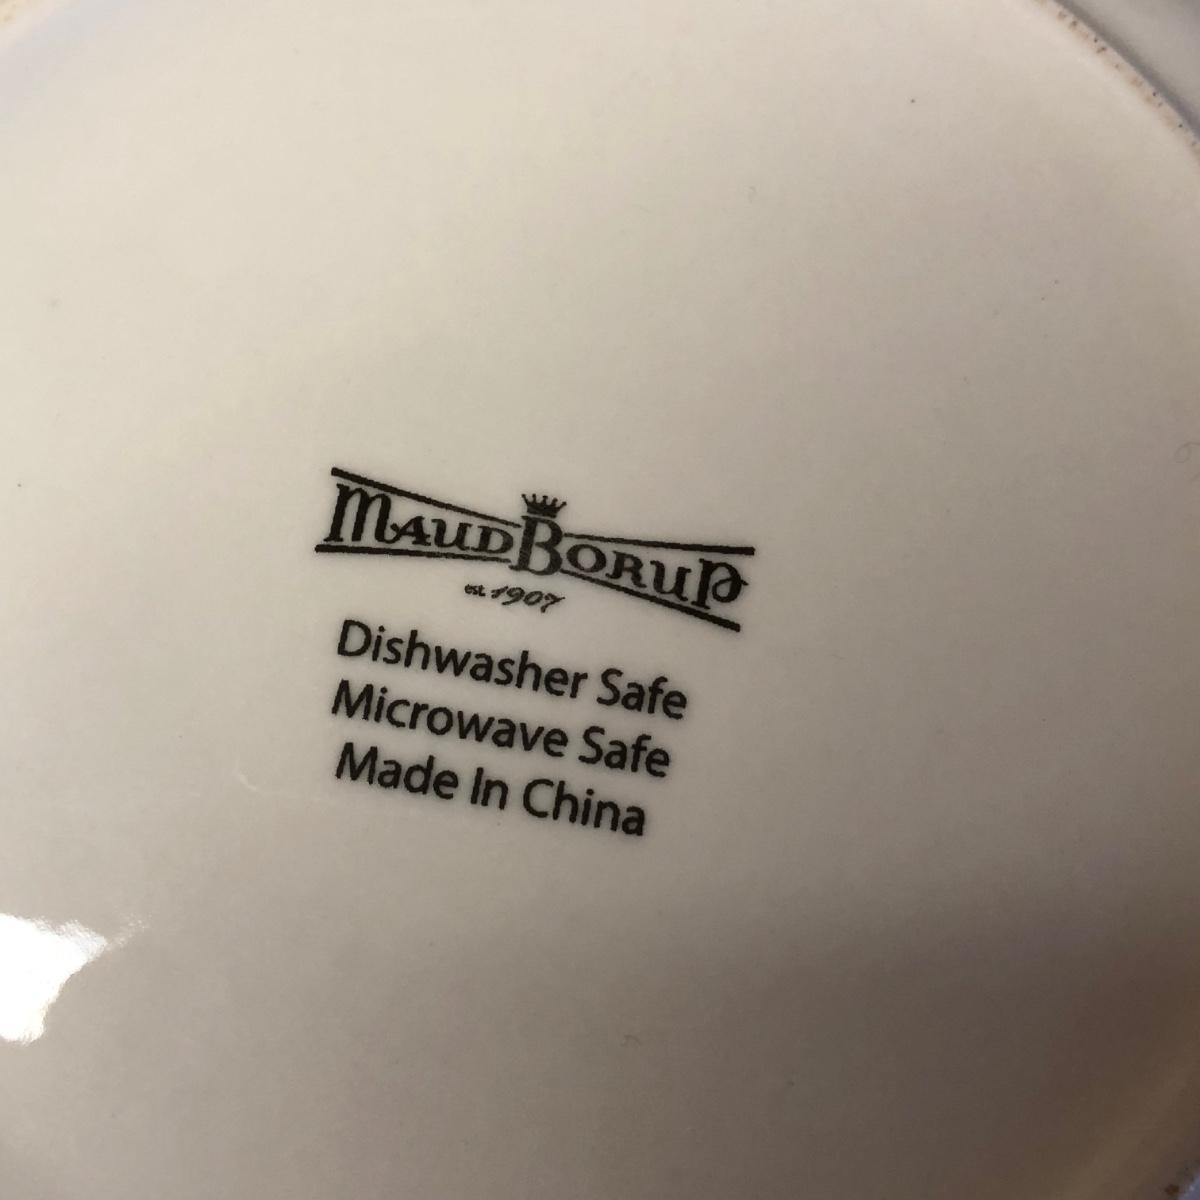 MAUD BORUP
est. 1907
Dishwasher Safe
Microwave Safe
Made In China